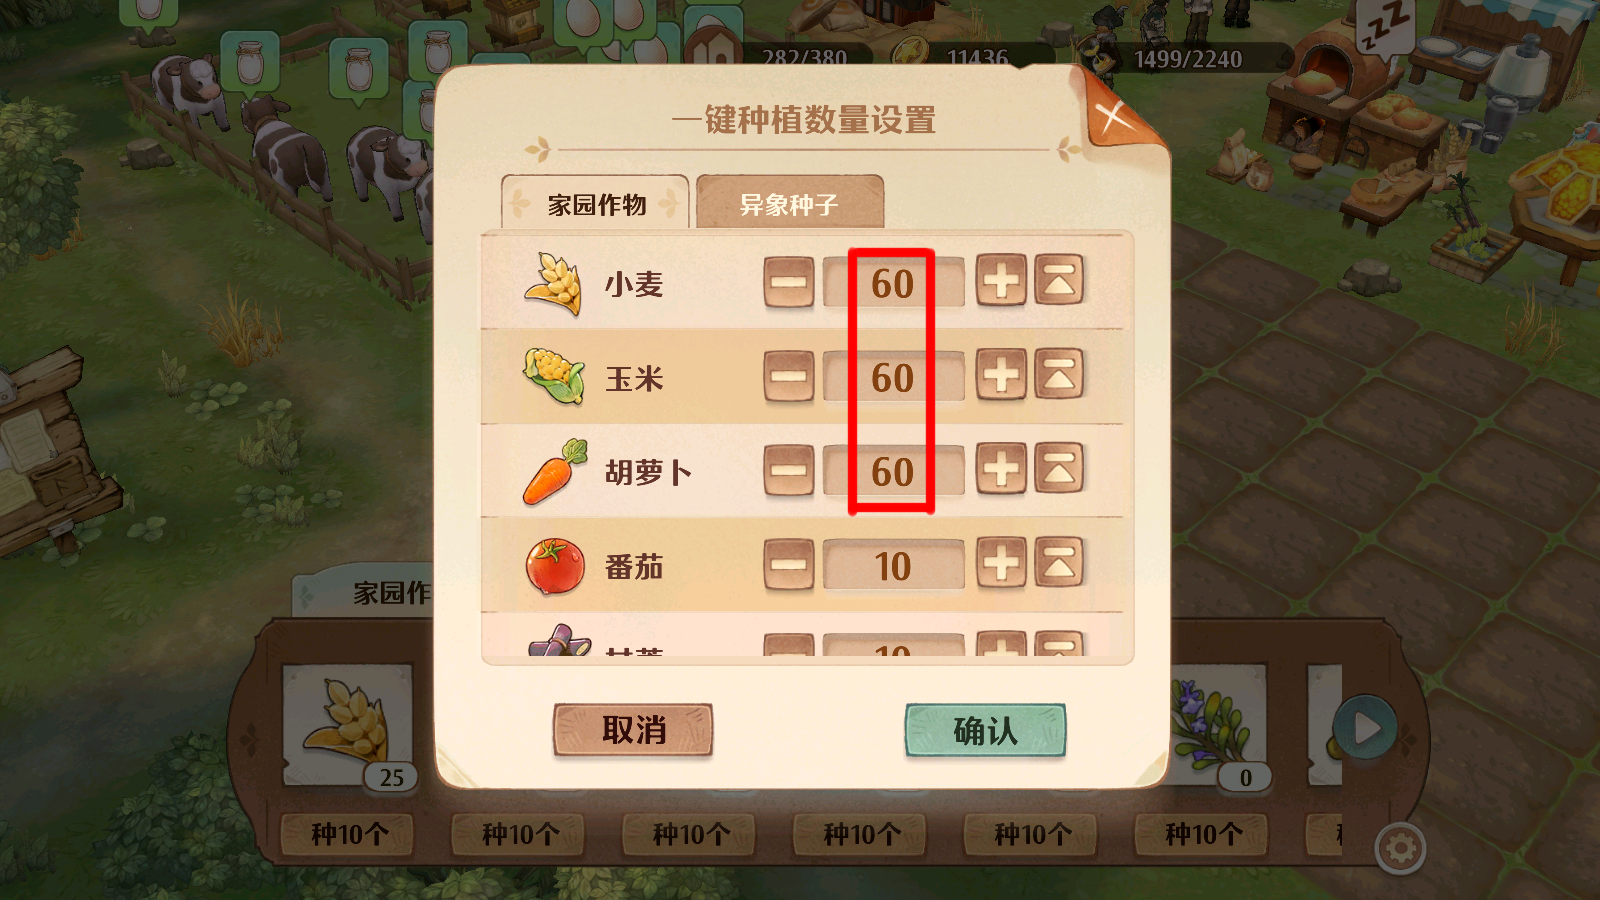 282/380
11436
1499/2240
zZZ
一键种植数量设置
家园作物
异象种子
小麦
60
玉米
60
胡萝卜
60
番茄
10
10
家园作
取消
确认
25
0
种10个
种10个
种10个
种10个
种10个
种10个